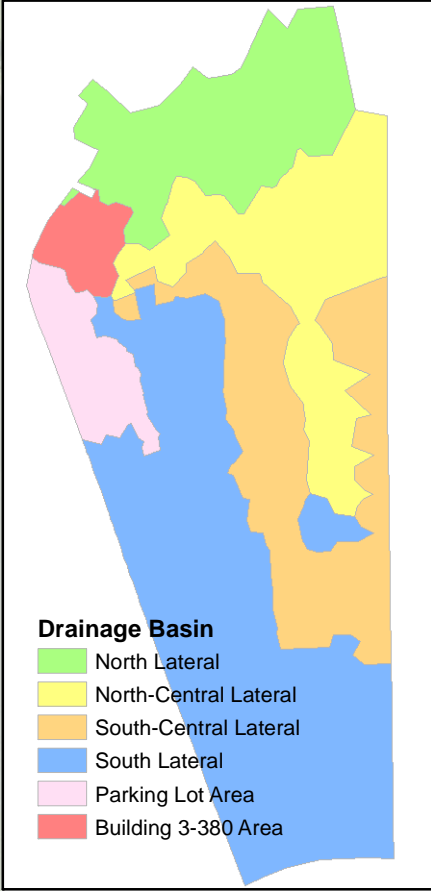 Drainage Basin
North Lateral
North-Central Lateral
South-Central Lateral
South Lateral
Parking Lot Area
Building 3-380 Area